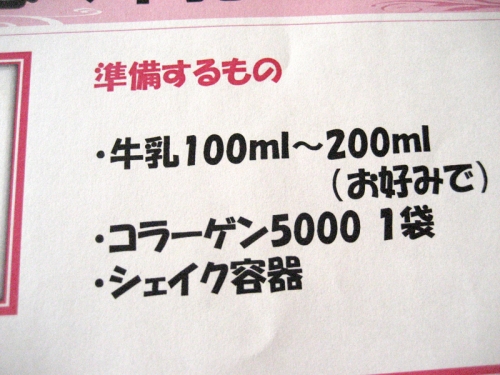 準備するもの
・牛乳100ml～200ml
（お好みで）
・コラーゲン5000 1袋
・シェイク容器